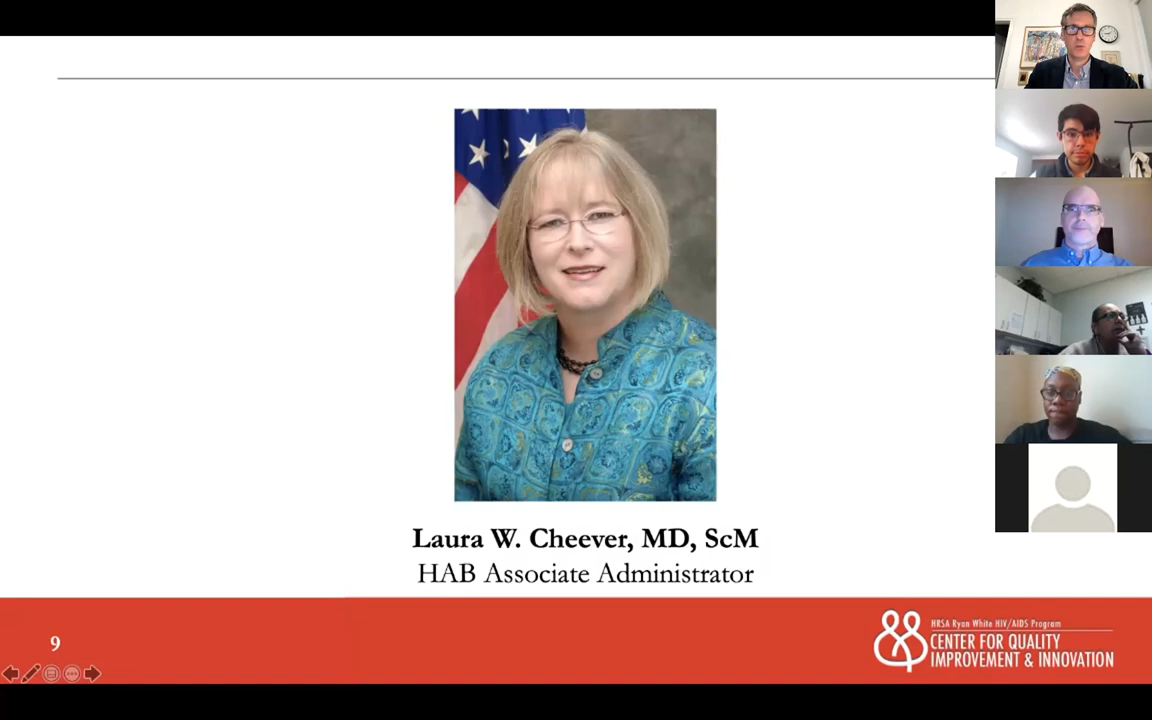 Laura W. Cheever, MD, ScM
HAB Associate Administrator
9
HRSA Ryan White HIV/AIDS Program
CENTER FOR QUALITY
IMPROVEMENT & INNOVATION